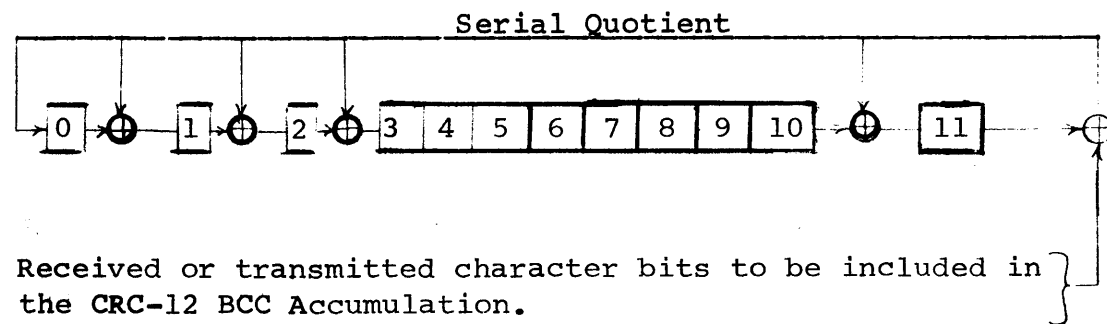 Serial Quotient
0 1 2 3 4 5 6 7 8 9 10 11
Received or transmitted character bits to be included in
the CRC-12 BCC Accumulation.